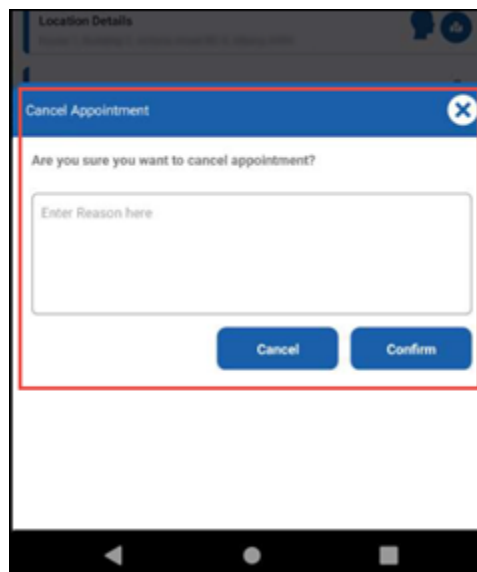 Location Details
Cancel Appointment
Are you sure you want to cancel appointment?
Enter Reason here
Cancel
Confirm